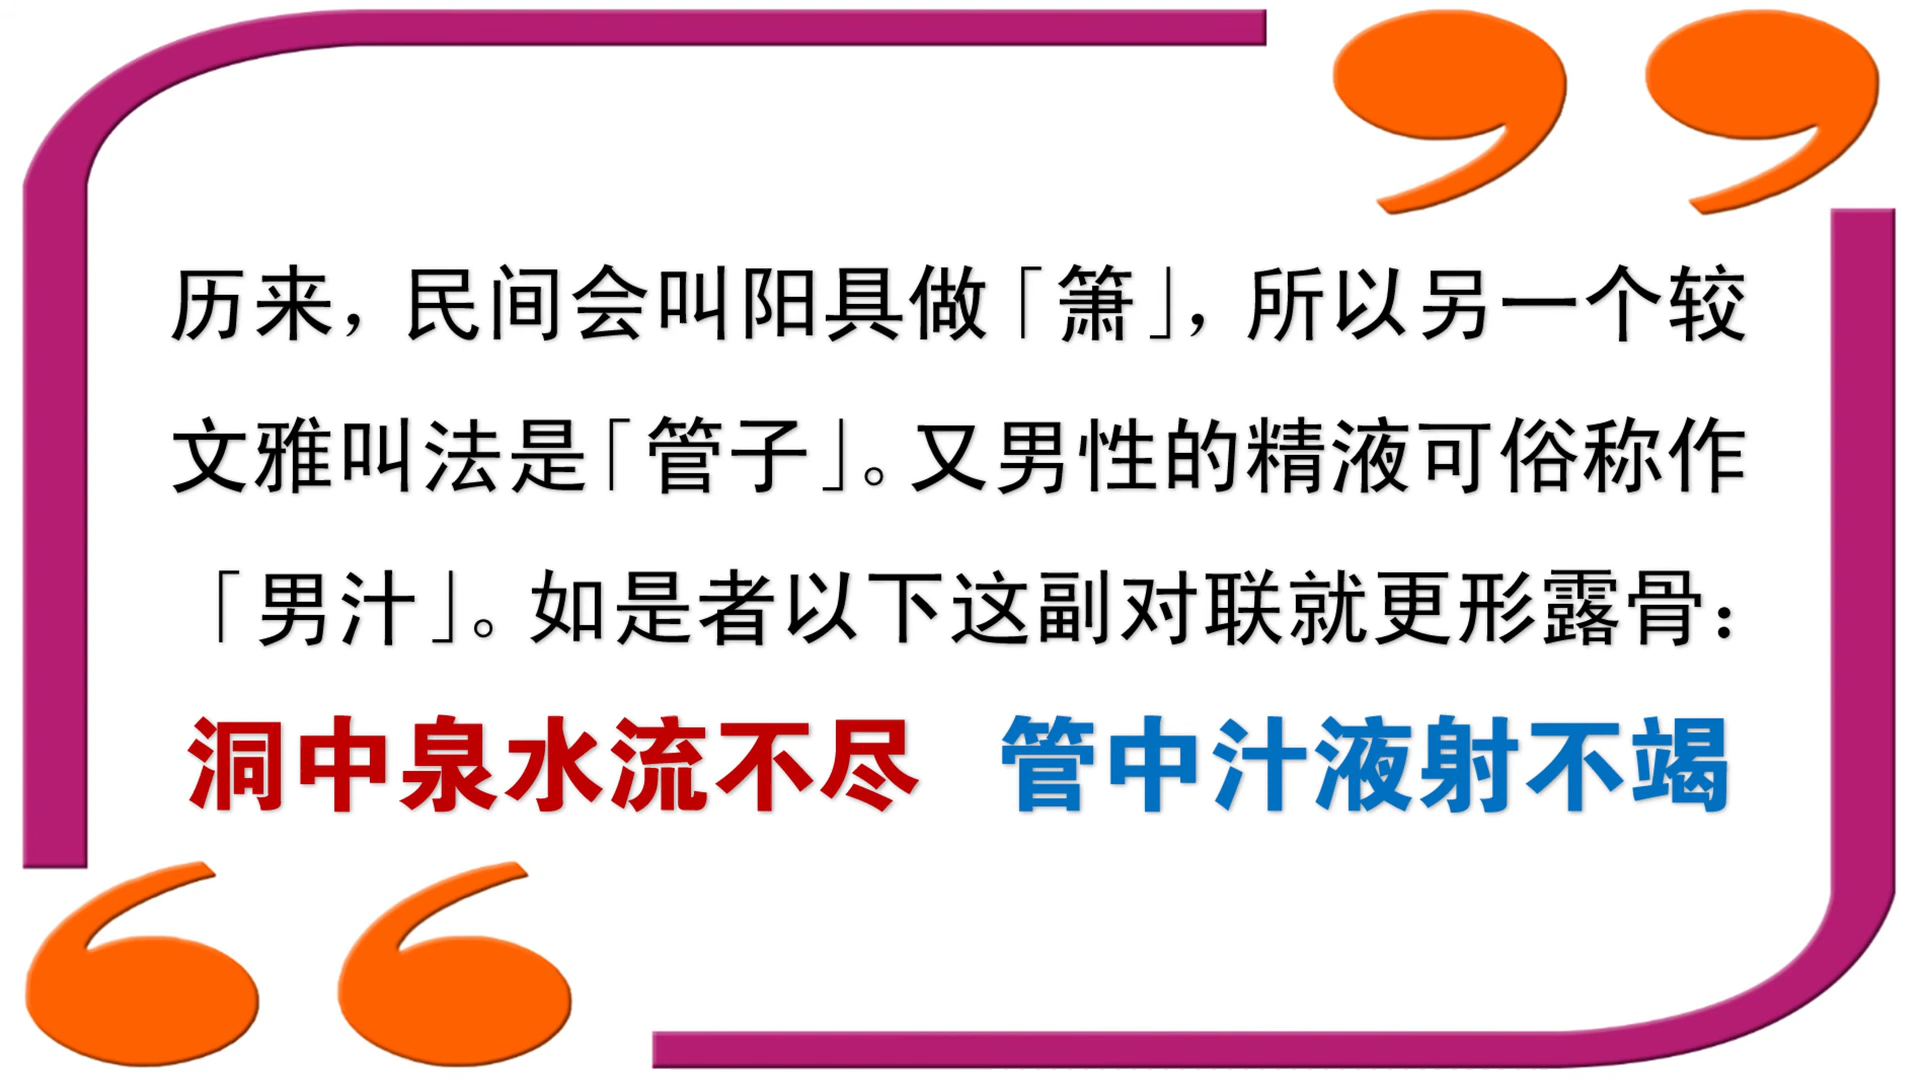 历来，民间会叫阳具做「箫」，所以另一个较
文雅叫法是「管子」。又男性的精液可俗称作
「男汁」。如是者以下这副对联就更形露骨：
洞中泉水流不尽 管中汁液射不竭